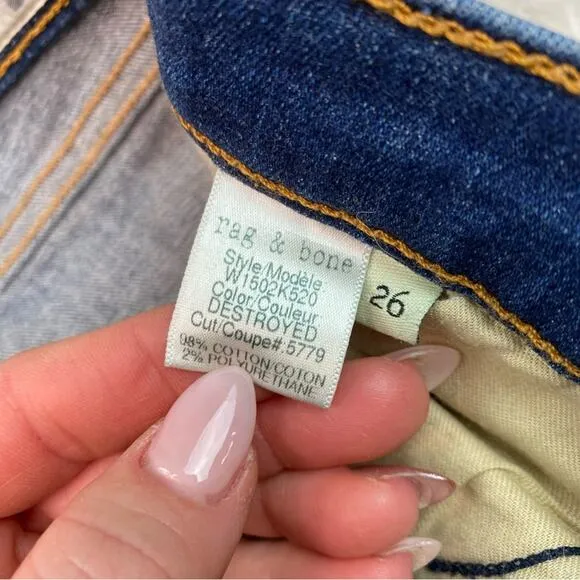 rag & bone
Style/Modèle
W1502K520
Color/Couleur
DESTROYED
Cut/Coupe#:5779
98% COTTON/COTON
2% POLYURETHANE
26